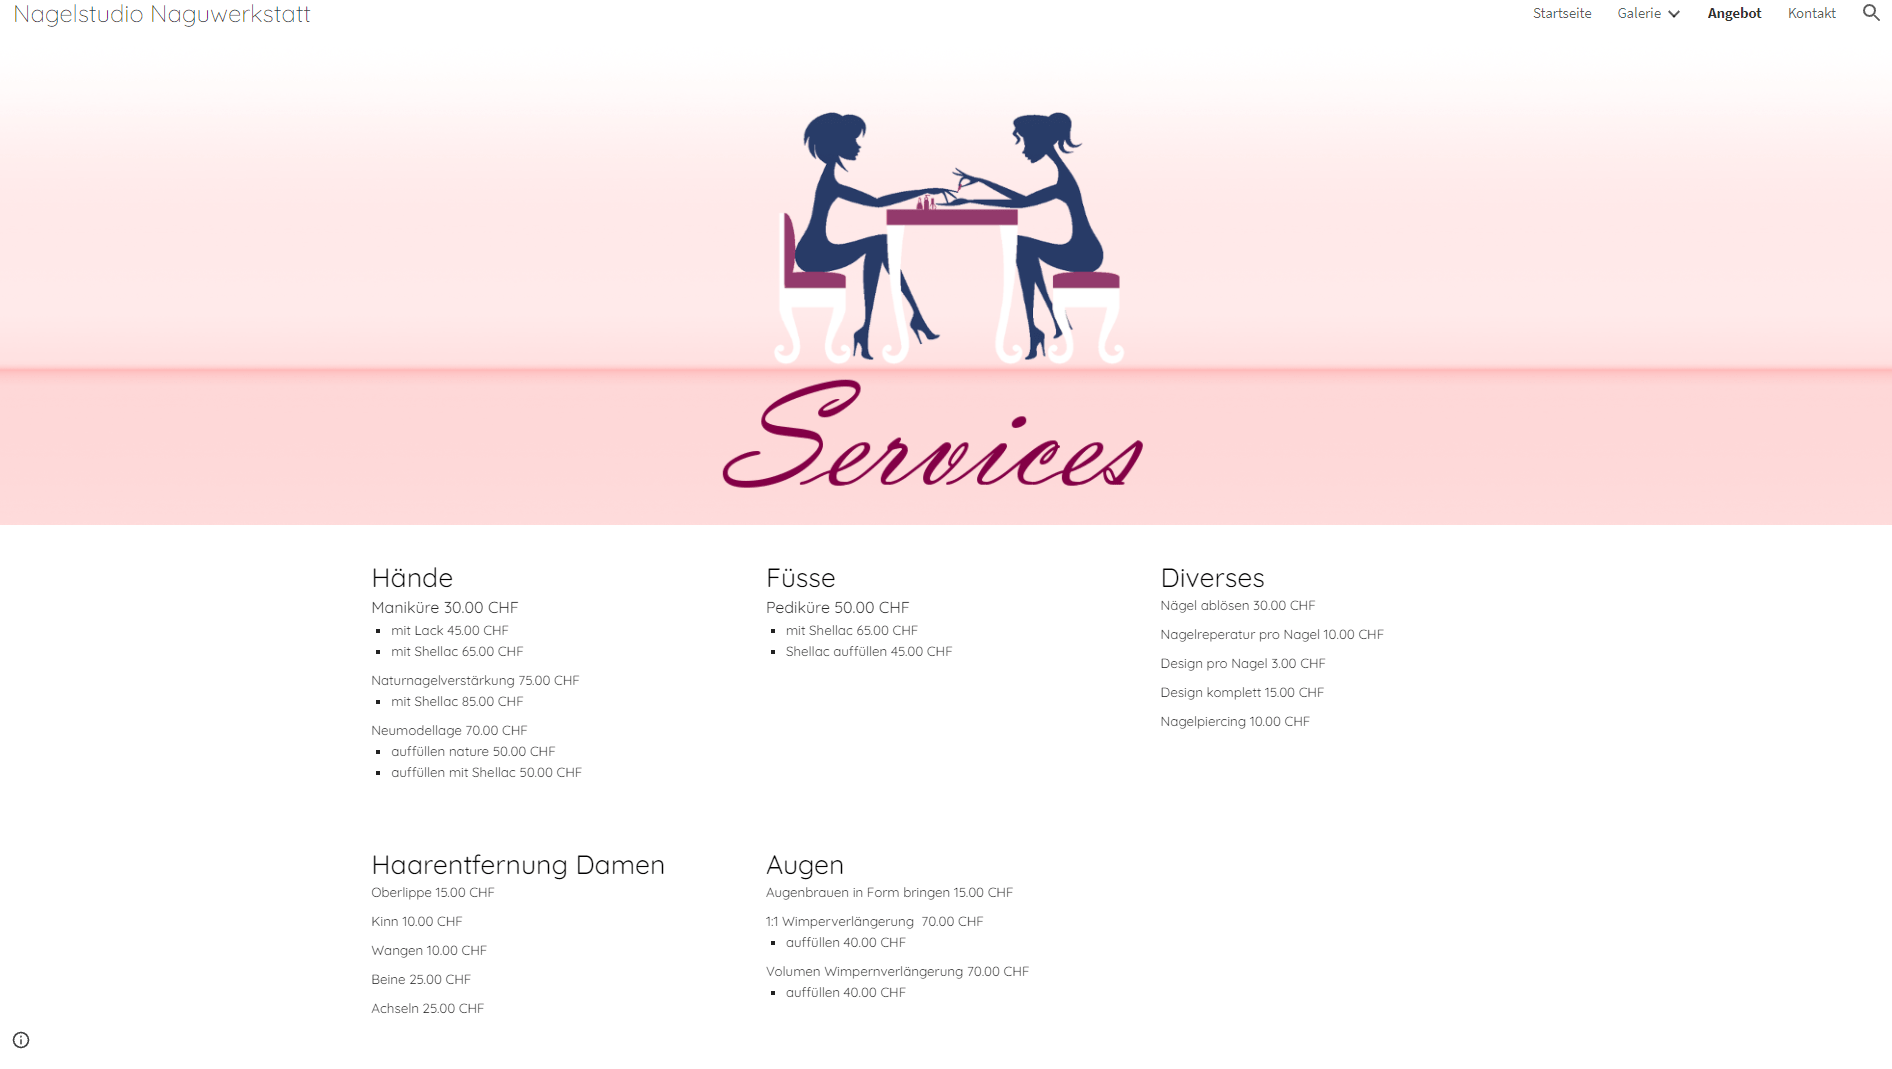 Nagelstudio Naguwerkstatt
Startseite
Galerie
Angebot
Kontakt
Services
Hände
Maniküre 30.00 CHF
mit Lack 45.00 CHF
mit Shellac 65.00 CHF
Naturnagelverstärkung 75.00 CHF
mit Shellac 85.00 CHF
Neumodellage 70.00 CHF
auffüllen nature 50.00 CHF
auffüllen mit Shellac 50.00 CHF
Füsse
Pediküre 50.00 CHF
mit Shellac 65.00 CHF
Shellac auffüllen 45.00 CHF
Diverses
Nägel ablösen 30.00 CHF
Nagelreperatur pro Nagel 10.00 CHF
Design pro Nagel 3.00 CHF
Design komplett 15.00 CHF
Nagelpiercing 10.00 CHF
Haarentfernung Damen
Oberlippe 15.00 CHF
Kinn 10.00 CHF
Wangen 10.00 CHF
Beine 25.00 CHF
Achseln 25.00 CHF
Augen
Augenbrauen in Form bringen 15.00 CHF
1:1 Wimperverlängerung  70.00 CHF
auffüllen 40.00 CHF
Volumen Wimpernverlängerung 70.00 CHF
auffüllen 40.00 CHF